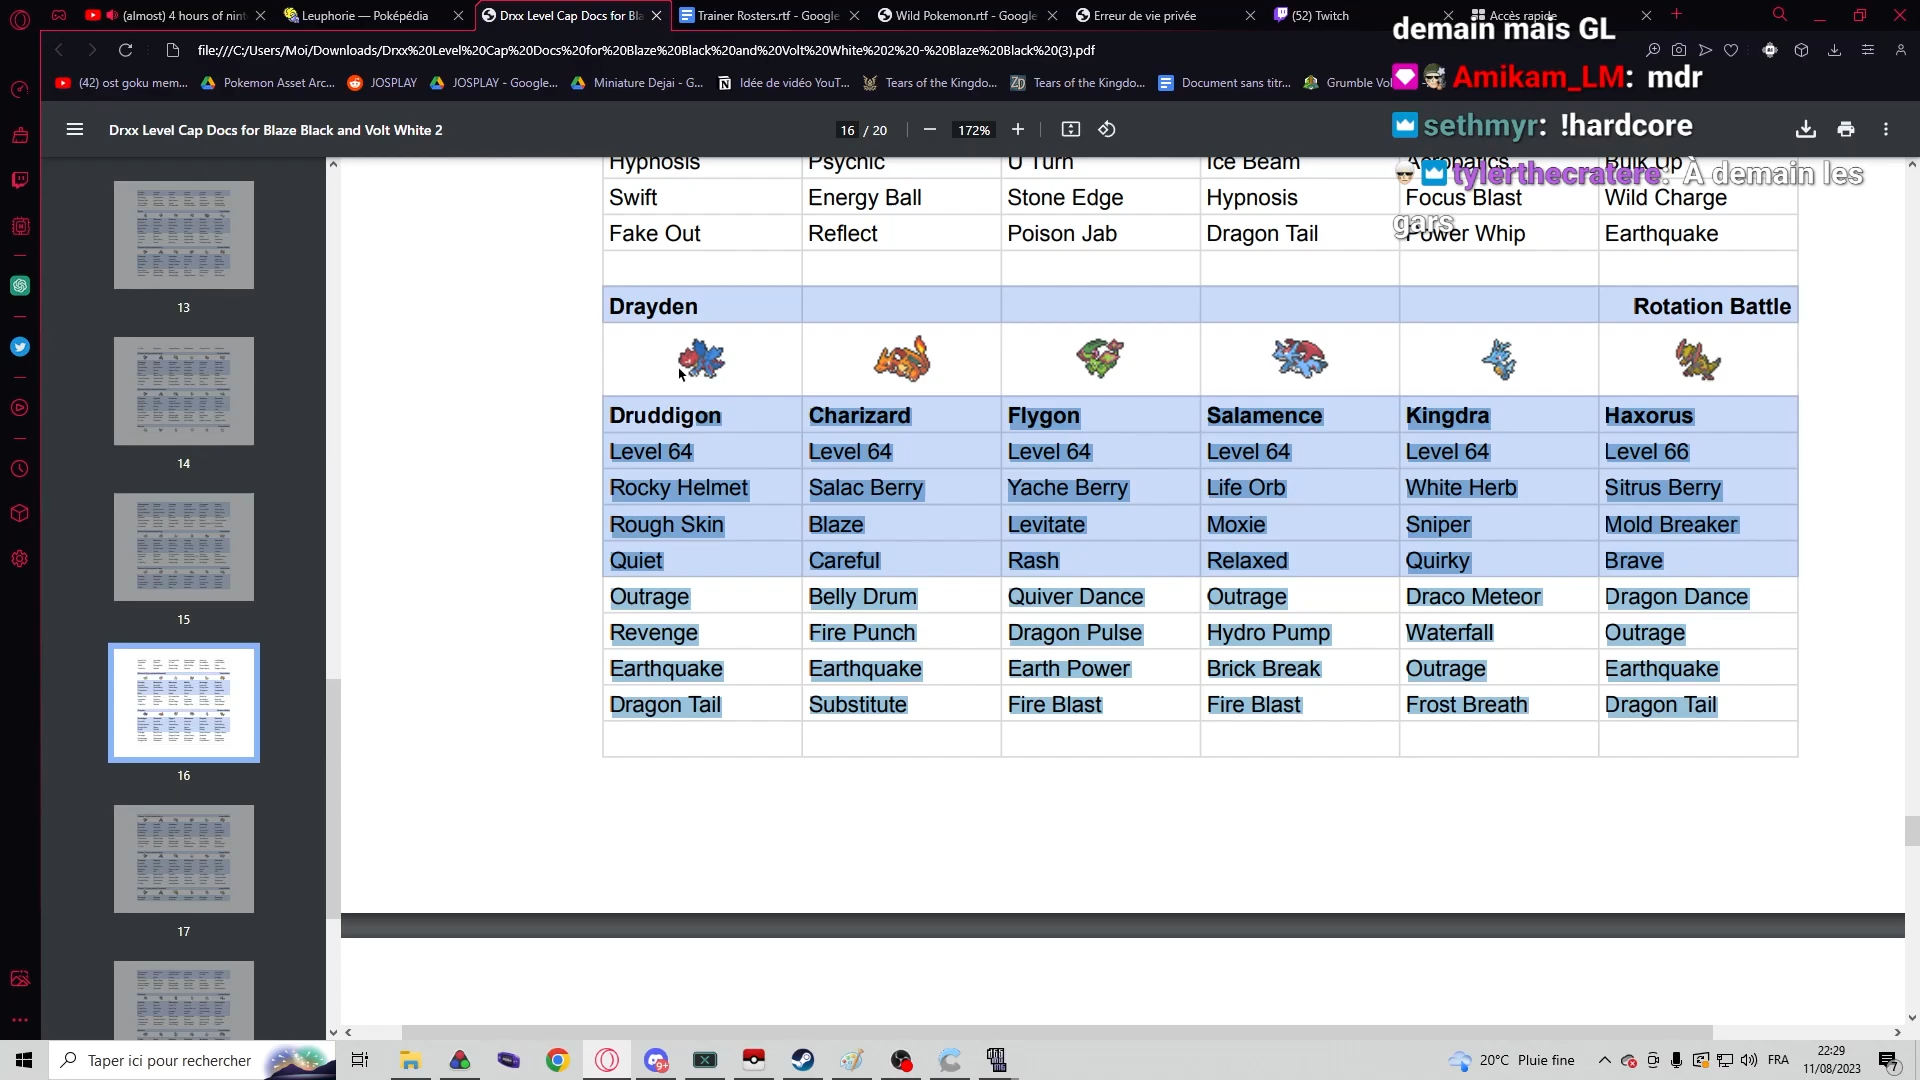 (almost) 4 hours of nint
Leuphorie — Poképédia
Drxx Level Cap Docs for Bla
Trainer Rosters.rtf - Google
Wild Pokemon.rtf - Google
Erreur de vie privée
(52) Twitch
Accès rapide
demain mais GL
file:///C:/Users/Moi/Downloads/Drxx%20Level%20Cap%20Docs%20for%20Blaze%20Black%20and%20Volt%20White%202%20-%20Blaze%20Black%20(3).pdf
(42) ost goku mem...
Pokemon Asset Arc...
JOSPLAY
JOSPLAY - Google...
Miniature Dejai - G...
Idée de vidéo YouT...
Tears of the Kingdo...
Tears of the Kingdo...
Document sans titr...
Grumble Vol
Amikam_LM: mdr
Drxx Level Cap Docs for Blaze Black and Volt White 2
16 / 20
172%
sethmyr: !hardcore
tylerthecratere: À demain les
gars
Hypnosis Psychic U Turn Ice Beam Acrobatics Bulk Up
Swift Energy Ball Stone Edge Hypnosis Focus Blast Wild Charge
Fake Out Reflect Poison Jab Dragon Tail Power Whip Earthquake
Drayden Rotation Battle
Druddigon Charizard Flygon Salamence Kingdra Haxorus
Level 64 Level 64 Level 64 Level 64 Level 64 Level 66
Rocky Helmet Salac Berry Yache Berry Life Orb White Herb Sitrus Berry
Rough Skin Blaze Levitate Moxie Sniper Mold Breaker
Quiet Careful Rash Relaxed Quirky Brave
Outrage Belly Drum Quiver Dance Outrage Draco Meteor Dragon Dance
Revenge Fire Punch Dragon Pulse Hydro Pump Waterfall Outrage
Earthquake Earthquake Earth Power Brick Break Outrage Earthquake
Dragon Tail Substitute Fire Blast Fire Blast Frost Breath Dragon Tail
13
14
15
16
17
Taper ici pour rechercher
9+
20°C Pluie fine
FRA
22:29
11/08/2023
7